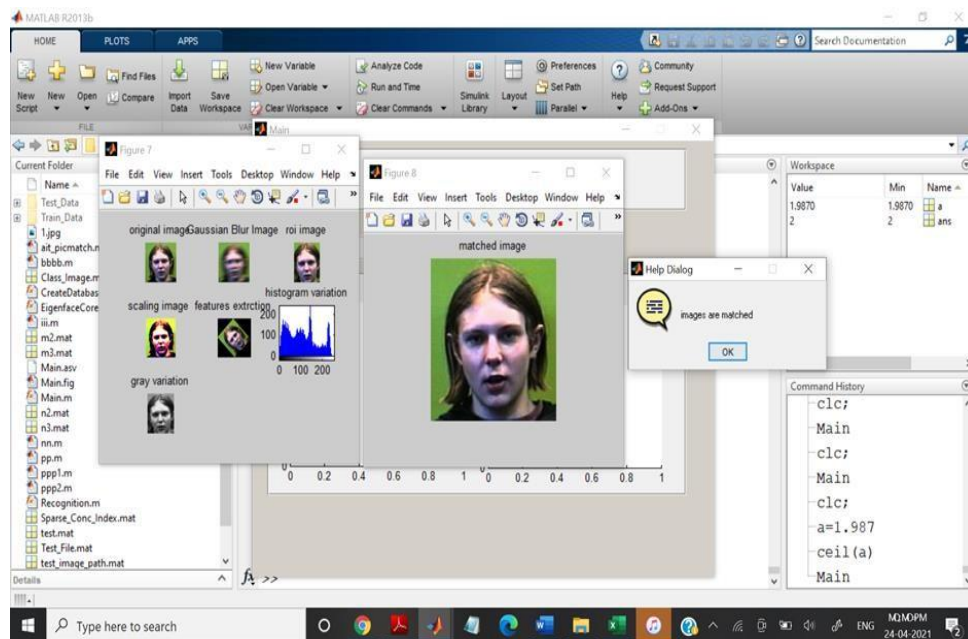 MATLAB R2013b
HOME PLOTS APPS
Search Documentation
New Script
New
Open
Find Files
Compare
Import Data
Save Workspace
New Variable
Open Variable
Clear Workspace
Analyze Code
Run and Time
Clear Commands
Simulink Library
Layout
Preferences
Set Path
Parallel
Help
Community
Request Support
Add-Ons
FILE
VAR
Main
Current Folder
Name
Test_Data
Train_Data
1.jpg
ait_picmatch.n
bbbb.m
Class_Image.m
CreateDatabas
EigenfaceCore
iii.m
m2.mat
m3.mat
Main.asv
Main.fig
Main.m
n2.mat
n3.mat
nn.m
pp.m
ppp1.m
ppp2.m
Recognition.m
Sparse_Conc_Index.mat
test.mat
Test_File.mat
test_image_path.mat
Details
Figure 7
File Edit View Insert Tools Desktop Window Help
original image Gaussian Blur Image roi image
scaling image features extrction histogram variation
200
100
0
0 100 200
gray variation
Figure 8
File Edit View Insert Tools Desktop Window Help
matched image
Help Dialog
images are matched
OK
0 0.2 0.4 0.6 0.8 1 0 0.2 0.4 0.6 0.8 1
0
fx >>
Workspace
Value Min Name
1.9870 1.9870 a
2 2 ans
Command History
clc;
Main
clc;
Main
clc;
a=1.987
ceil(a)
Main
Type here to search
ENG
24-04-2021